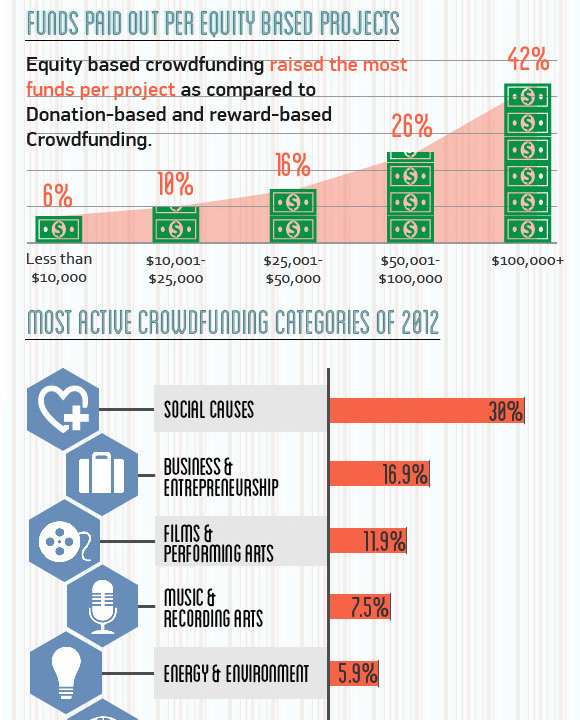 FUNDS PAID OUT PER EQUITY BASED PROJECTS
Equity based crowdfunding raised the most
funds per project as compared to
Donation-based and reward-based
Crowdfunding.
6%
10%
16%
26%
42%
Less than
$10,000
$10,001-
$25,000
$25,001-
$50,000
$50,001-
$100,000
$100,000+
MOST ACTIVE CROWDFUNDING CATEGORIES OF 2012
SOCIAL CAUSES
30%
BUSINESS &
ENTREPRENEURSHIP
16.9%
FILMS &
PERFORMING ARTS
11.9%
MUSIC &
RECORDING ARTS
7.5%
ENERGY & ENVIRONMENT
5.9%